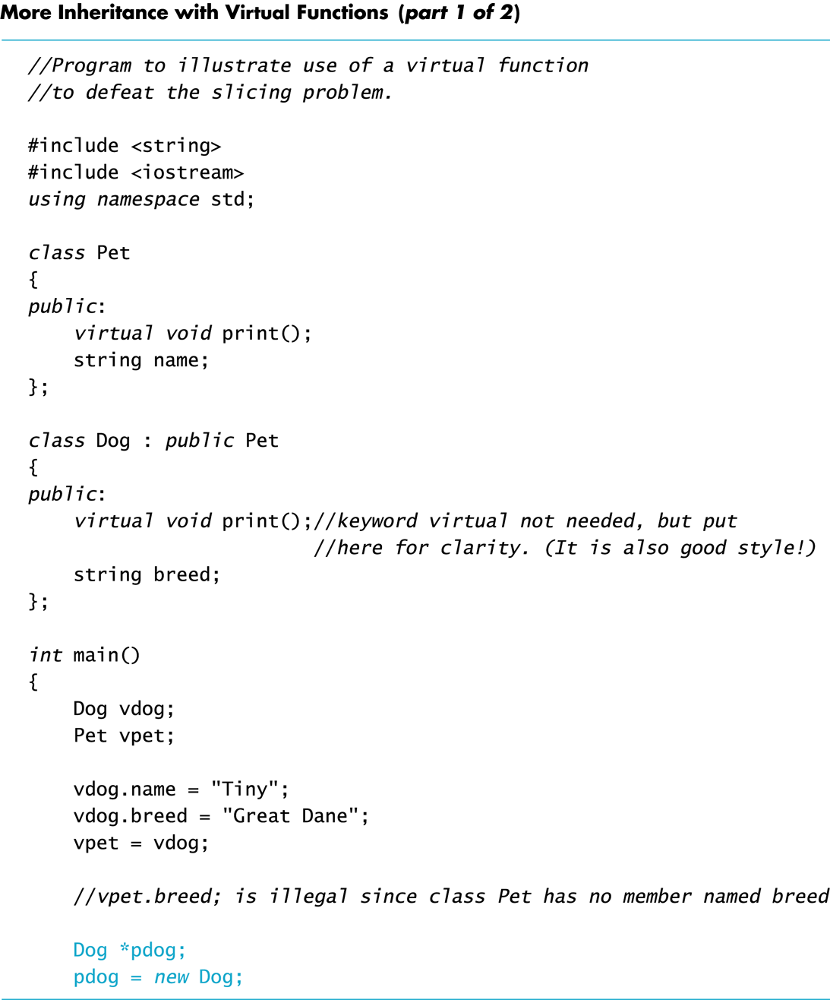 More Inheritance with Virtual Functions (part 1 of 2)
//Program to illustrate use of a virtual function
//to defeat the slicing problem.
#include <string>
#include <iostream>
using namespace std;
class Pet
{
public:
    virtual void print();
    string name;
};
class Dog : public Pet
{
public:
    virtual void print();//keyword virtual not needed, but put
                         //here for clarity. (It is also good style!)
    string breed;
};
int main()
{
    Dog vdog;
    Pet vpet;
    vdog.name = "Tiny";
    vdog.breed = "Great Dane";
    vpet = vdog;
    //vpet.breed; is illegal since class Pet has no member named breed
    Dog *pdog;
    pdog = new Dog;